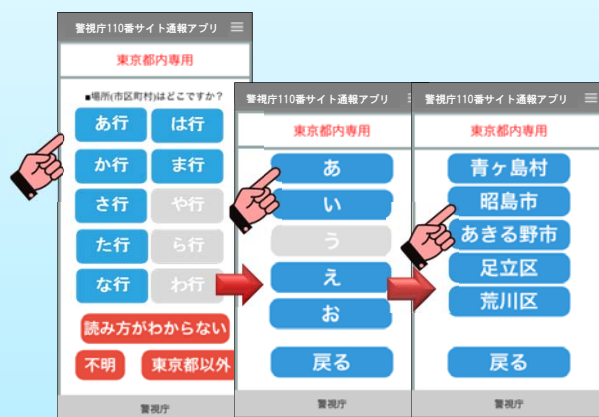 警視庁110番サイト通報アプリ
東京都内専用
■場所(市区町村)はどこですか？
あ行 は行
か行 ま行
さ行 や行
た行 ら行
な行 わ行
読み方がわからない
不明 東京都以外
警視庁
警視庁110番サイト通報アプリ
東京都内専用
あ
い
う
え
お
戻る
警視庁
警視庁110番サイト通報アプリ
東京都内専用
青ヶ島村
昭島市
あきる野市
足立区
荒川区
戻る
警視庁